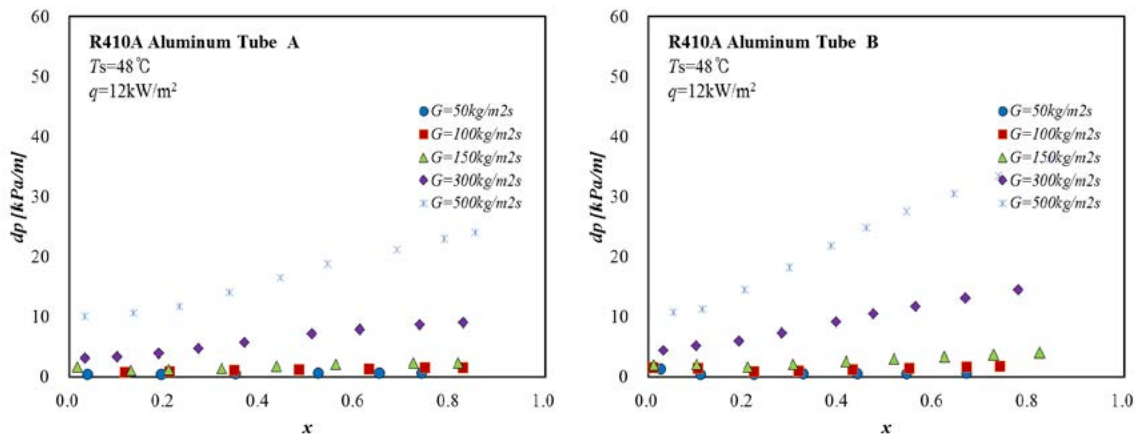 60
50
40
30
20
10
0
dp [kPa/m]
R410A Aluminum Tube A
Ts=48℃
q=12kW/m²
G=50kg/m2s
G=100kg/m2s
G=150kg/m2s
G=300kg/m2s
G=500kg/m2s
0.0 0.2 0.4 0.6 0.8 1.0
x
60
50
40
30
20
10
0
dp [kPa/m]
R410A Aluminum Tube B
Ts=48℃
q=12kW/m²
G=50kg/m2s
G=100kg/m2s
G=150kg/m2s
G=300kg/m2s
G=500kg/m2s
0.0 0.2 0.4 0.6 0.8 1.0
x